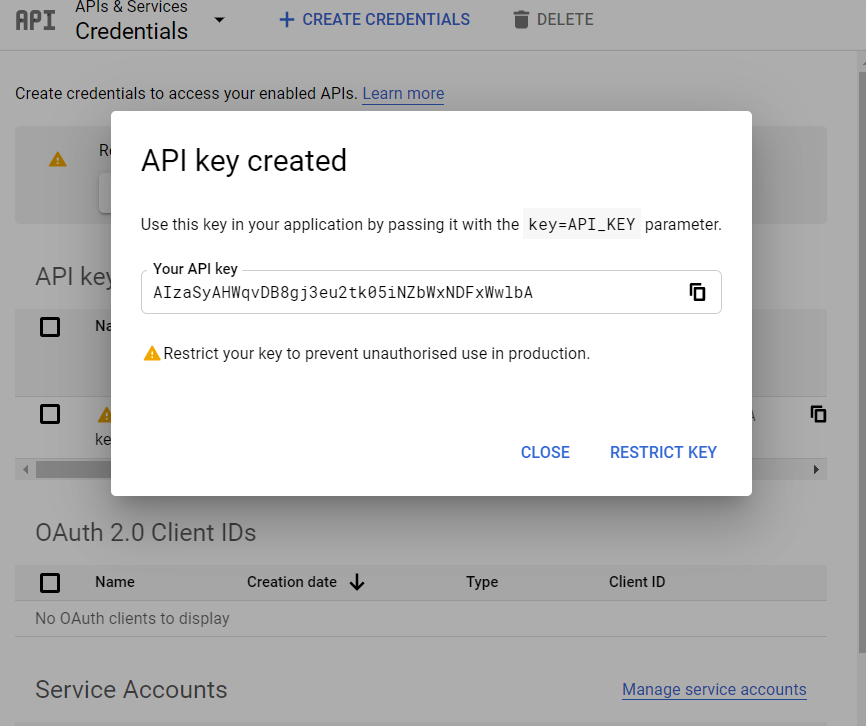 API
APIs & Services
Credentials
CREATE CREDENTIALS
DELETE
Create credentials to access your enabled APIs. Learn more
API key created
Use this key in your application by passing it with the key=API_KEY parameter.
Your API key
AIzaSyAHWqvDB8gj3eu2tk05iNZbWxNDFxWwlbA
Restrict your key to prevent unauthorised use in production.
CLOSE
RESTRICT KEY
API
OAuth 2.0 Client IDs
Name
Creation date
Type
Client ID
No OAuth clients to display
Service Accounts
Manage service accounts